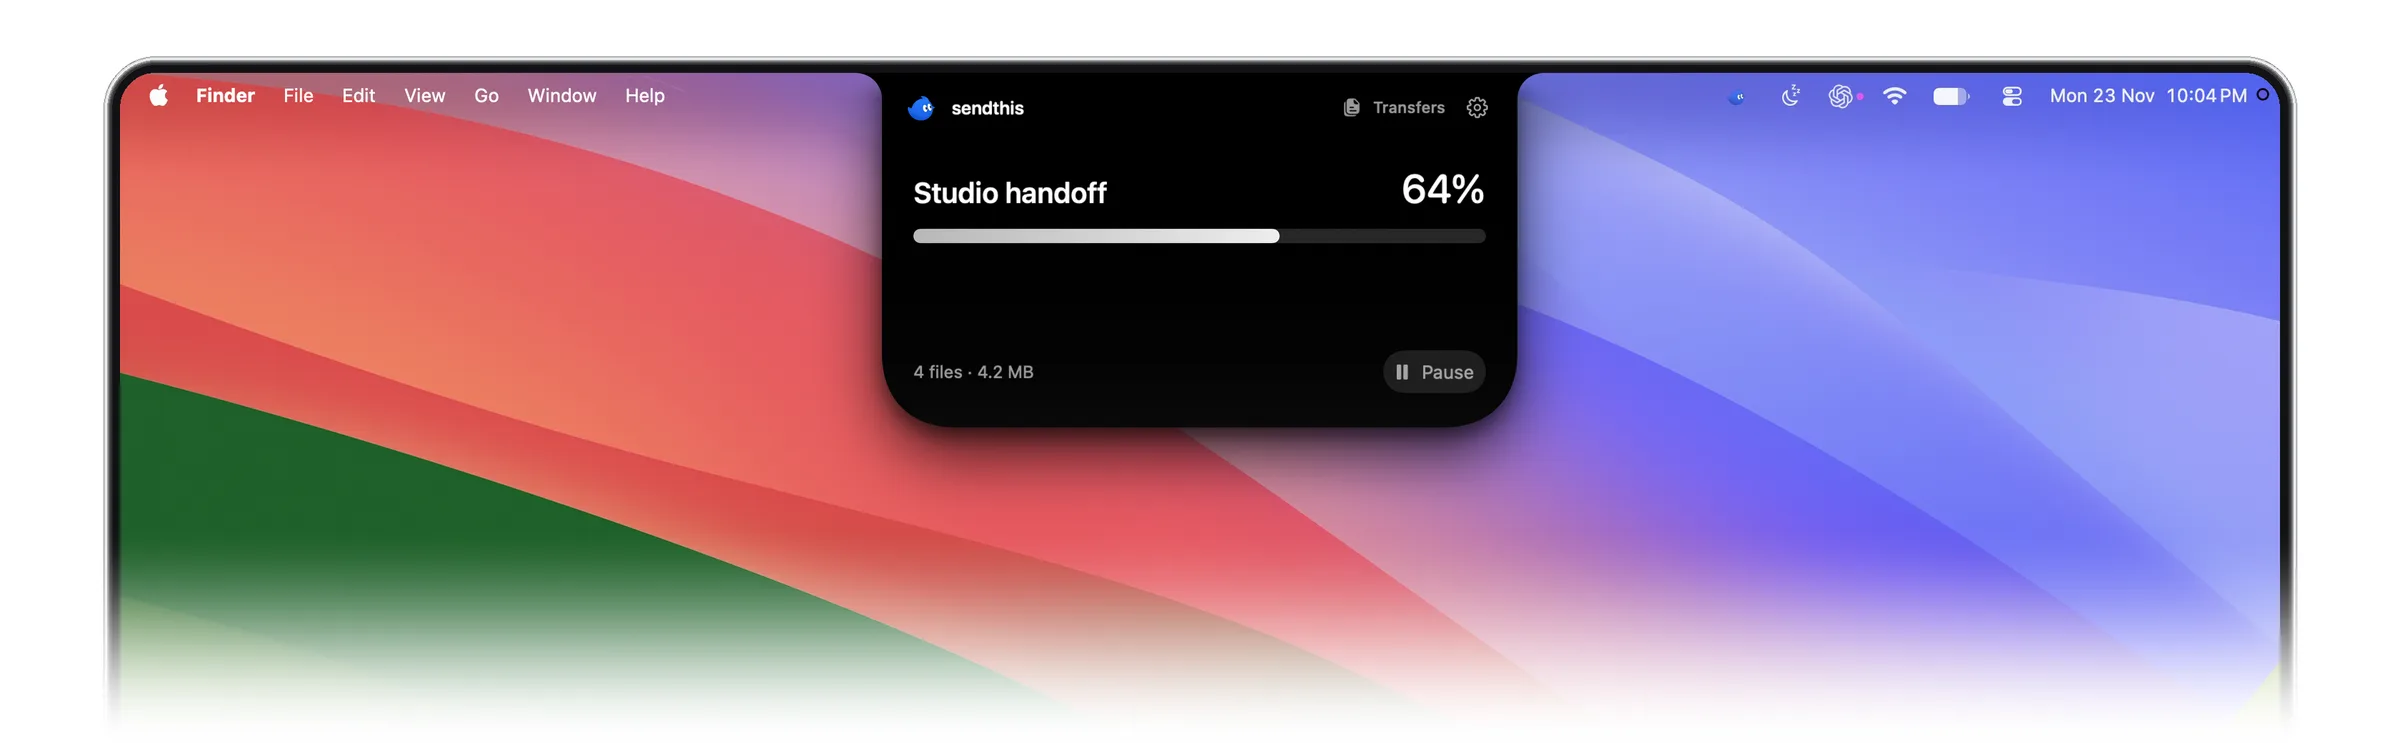 Finder File Edit View Go Window Help
Mon 23 Nov 10:04 PM
sendthis
Transfers
Studio handoff
64%
4 files · 4.2 MB
Pause